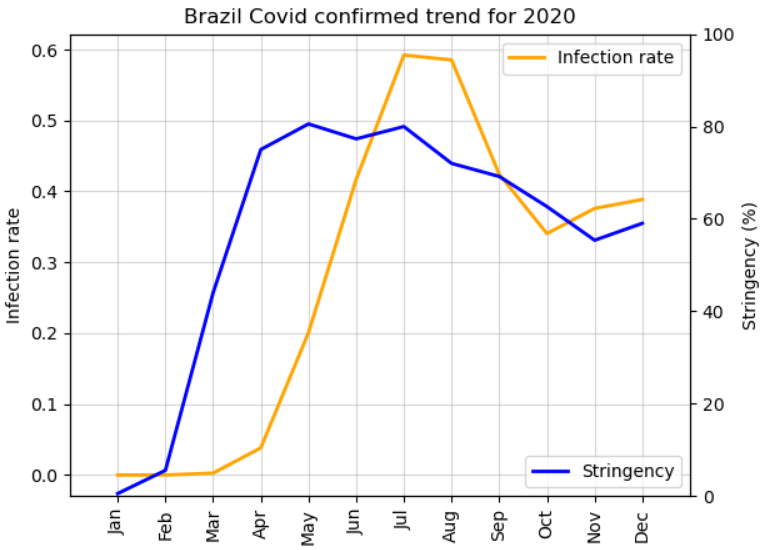 Brazil Covid confirmed trend for 2020
Infection rate
Stringency
Infection rate
0.6
0.5
0.4
0.3
0.2
0.1
0.0
Stringency (%)
100
80
60
40
20
0
Jan
Feb
Mar
Apr
May
Jun
Jul
Aug
Sep
Oct
Nov
Dec